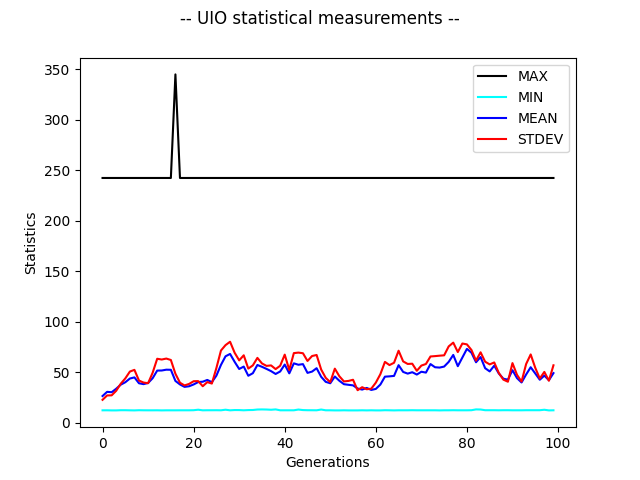 -- UIO statistical measurements --
350
300
250
200
150
100
50
0
Statistics
MAX
MIN
MEAN
STDEV
0 20 40 60 80 100
Generations